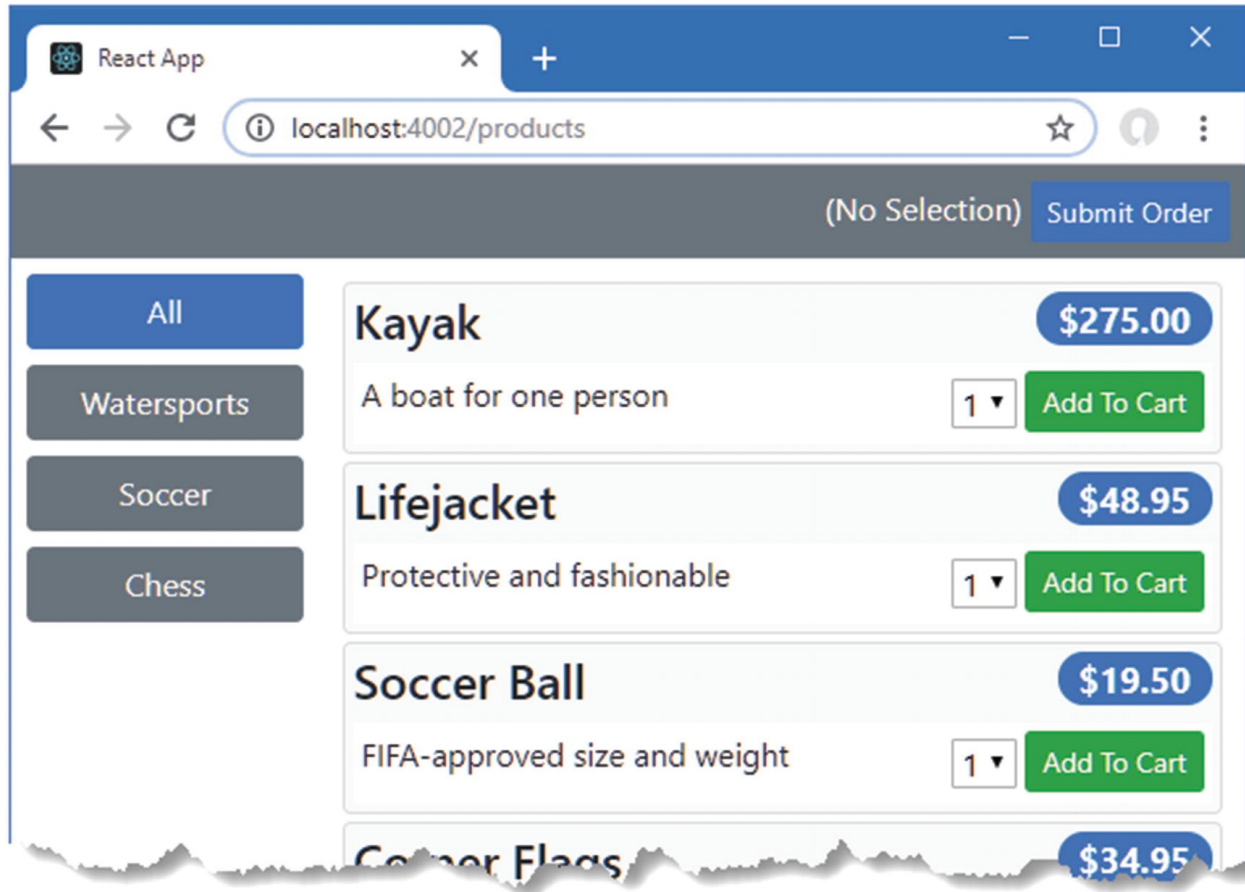 React App
localhost:4002/products
(No Selection) Submit Order
All
Watersports
Soccer
Chess
Kayak $275.00
A boat for one person 1 Add To Cart
Lifejacket $48.95
Protective and fashionable 1 Add To Cart
Soccer Ball $19.50
FIFA-approved size and weight 1 Add To Cart
Corner Flags $34.95